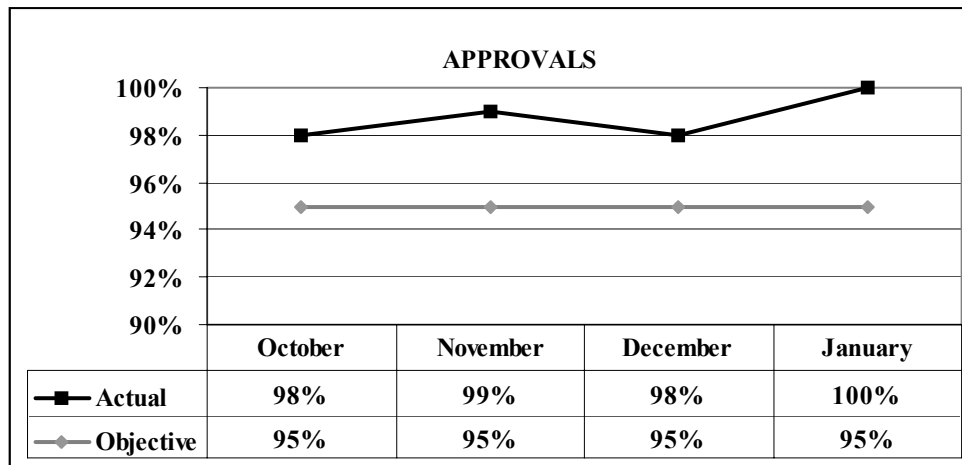 APPROVALS
100%
98%
96%
94%
92%
90%
October November December January
Actual 98% 99% 98% 100%
Objective 95% 95% 95% 95%